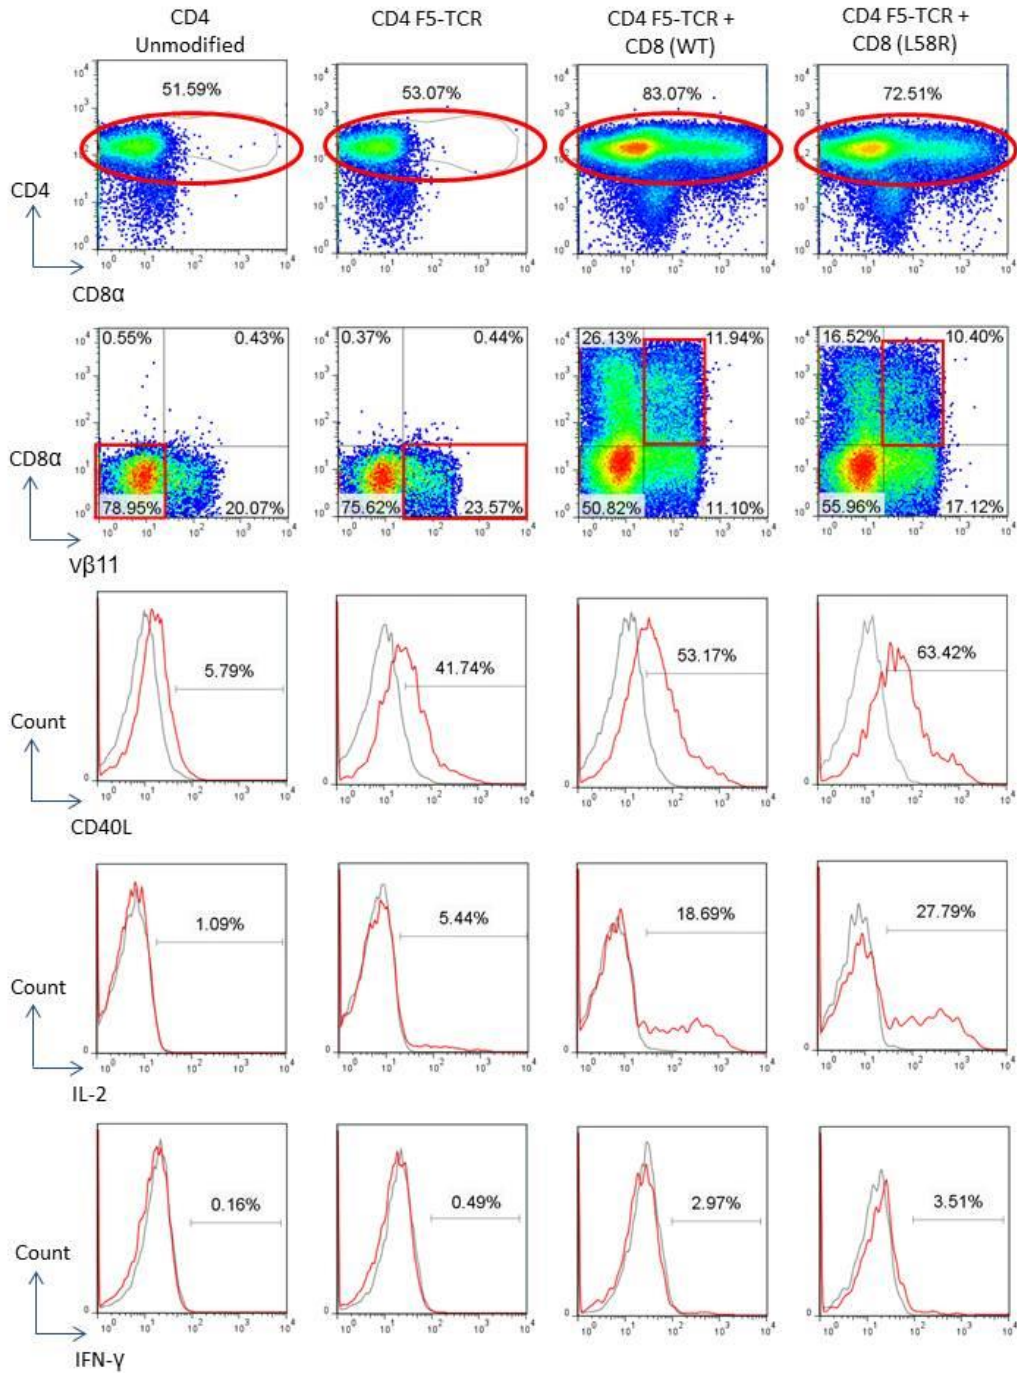 CD4 Unmodified
CD4 F5-TCR
CD4 F5-TCR + CD8 (WT)
CD4 F5-TCR + CD8 (L58R)
51.59%
53.07%
83.07%
72.51%
CD4
CD8α
0.55% 0.43%
0.37% 0.44%
26.13% 11.94%
16.52% 10.40%
78.95% 20.07%
75.62% 23.57%
50.82% 11.10%
55.96% 17.12%
CD8α
Vβ11
5.79%
41.74%
53.17%
63.42%
Count
CD40L
1.09%
5.44%
18.69%
27.79%
Count
IL-2
0.16%
0.49%
2.97%
3.51%
Count
IFN-γ